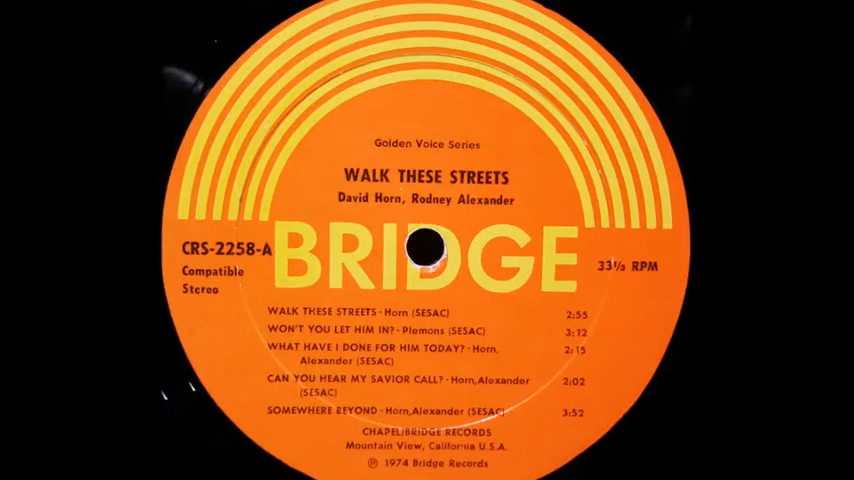 Golden Voice Series
WALK THESE STREETS
David Horn, Rodney Alexander
BRIDGE
CRS-2258-A
Compatible
Stereo
33⅓ RPM
WALK THESE STREETS - Horn (SESAC) 2:55
WON'T YOU LET HIM IN? - Plemons (SESAC) 3:12
WHAT HAVE I DONE FOR HIM TODAY? - Horn, 2:15
Alexander (SESAC)
CAN YOU HEAR MY SAVIOR CALL? - Horn,Alexander 2:02
(SESAC)
SOMEWHERE BEYOND - Horn,Alexander (SESAC) 3:52
CHAPEL/BRIDGE RECORDS
Mountain View, California U.S.A.
℗ 1974 Bridge Records